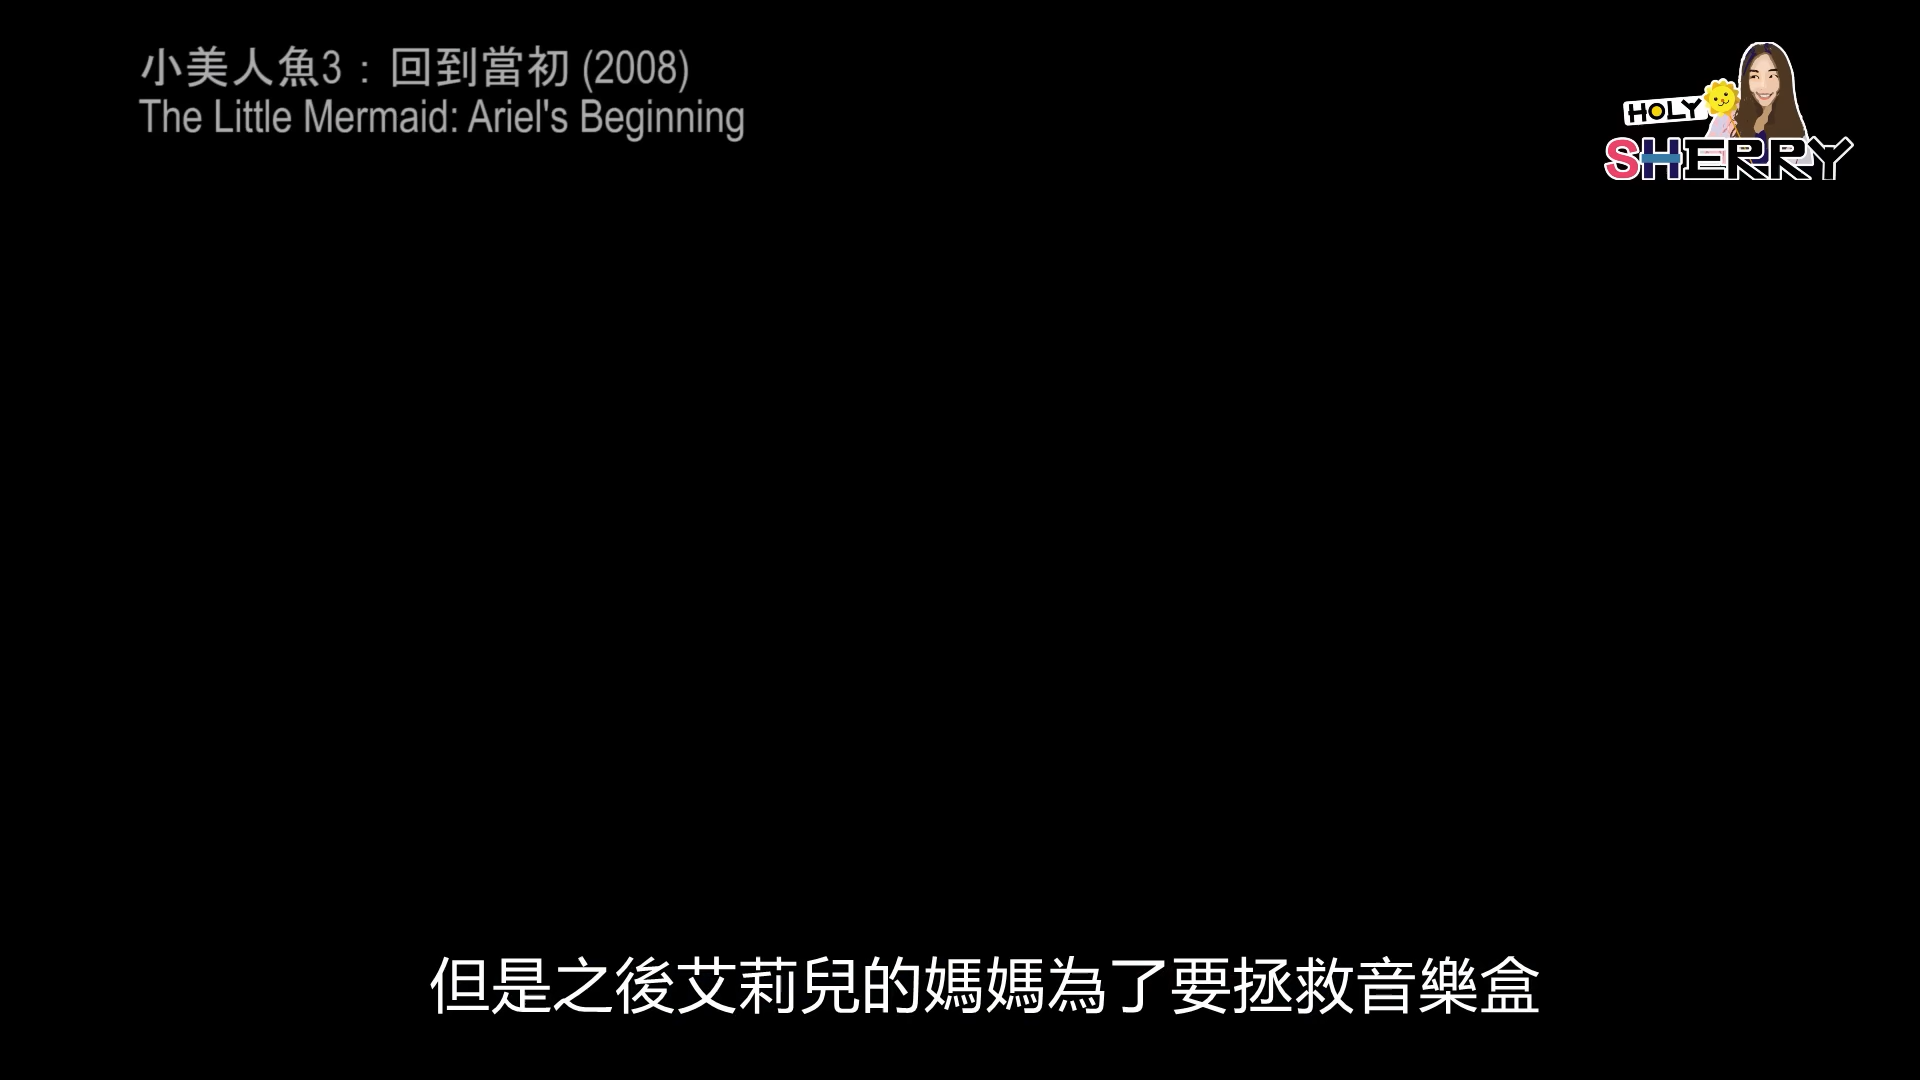 小美人魚3：回到當初 (2008)
The Little Mermaid: Ariel's Beginning
HOLY
SHERRY
但是之後艾莉兒的媽媽為了要拯救音樂盒